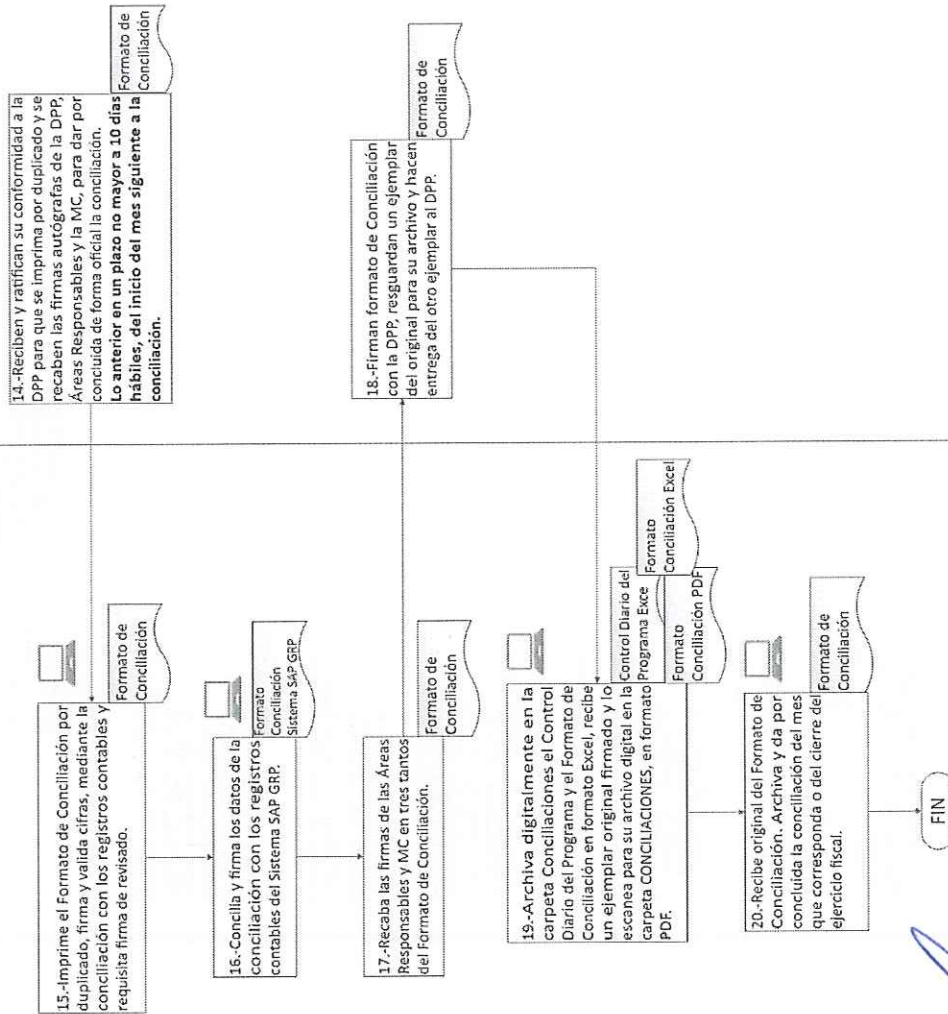 14.-Reciben y ratifican su conformidad a la
DPP para que se imprima por duplicado y se
recaben las firmas autógrafas de la DPP,
Áreas Responsables y la MC, para dar por
concluida de forma oficial la conciliación.
Lo anterior en un plazo no mayor a 10 días
hábiles, del inicio del mes siguiente a la
conciliación.
Formato de
Conciliación
15.-Imprime el Formato de Conciliación por
duplicado, firma y valida cifras, mediante la
conciliación con los registros contables y
requisita firma de revisado.
Formato de
Conciliación
16.-Concilia y firma los datos de la
conciliación con los registros
contables del Sistema SAP GRP.
Formato
Conciliación
Sistema SAP GRP
17.-Recaba las firmas de las Áreas
Responsables y MC en tres tantos
del Formato de Conciliación.
Formato de
Conciliación
18.-Firman formato de Conciliación
con la DPP, resguardan un ejemplar
del original para su archivo y hacen
entrega del otro ejemplar al DPP.
Formato de
Conciliación
19.-Archiva digitalmente en la
carpeta Conciliaciones el Control
Diario del Programa y el Formato de
Conciliación en formato Excel, recibe
un ejemplar original firmado y lo
escanea para su archivo digital en la
carpeta CONCILIACIONES, en formato
PDF.
Control Diario del
Programa Exce
Formato
Conciliación Excel
Formato
Conciliación PDF
20.-Recibe original del Formato de
Conciliación. Archiva y da por
concluida la conciliación del mes
que corresponda o del cierre del
ejercicio fiscal.
Formato de
Conciliación
FIN